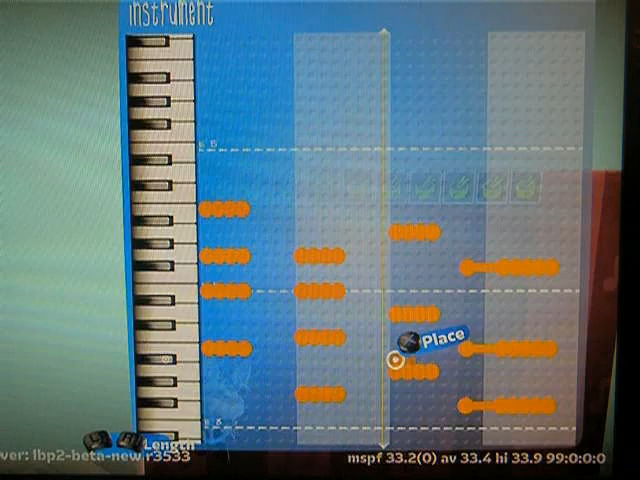 instrument
Place
Length
ver: lbp2-beta-new r3533
mspf 33.2(0) av 33.4 hi 33.9 99:0:0:0